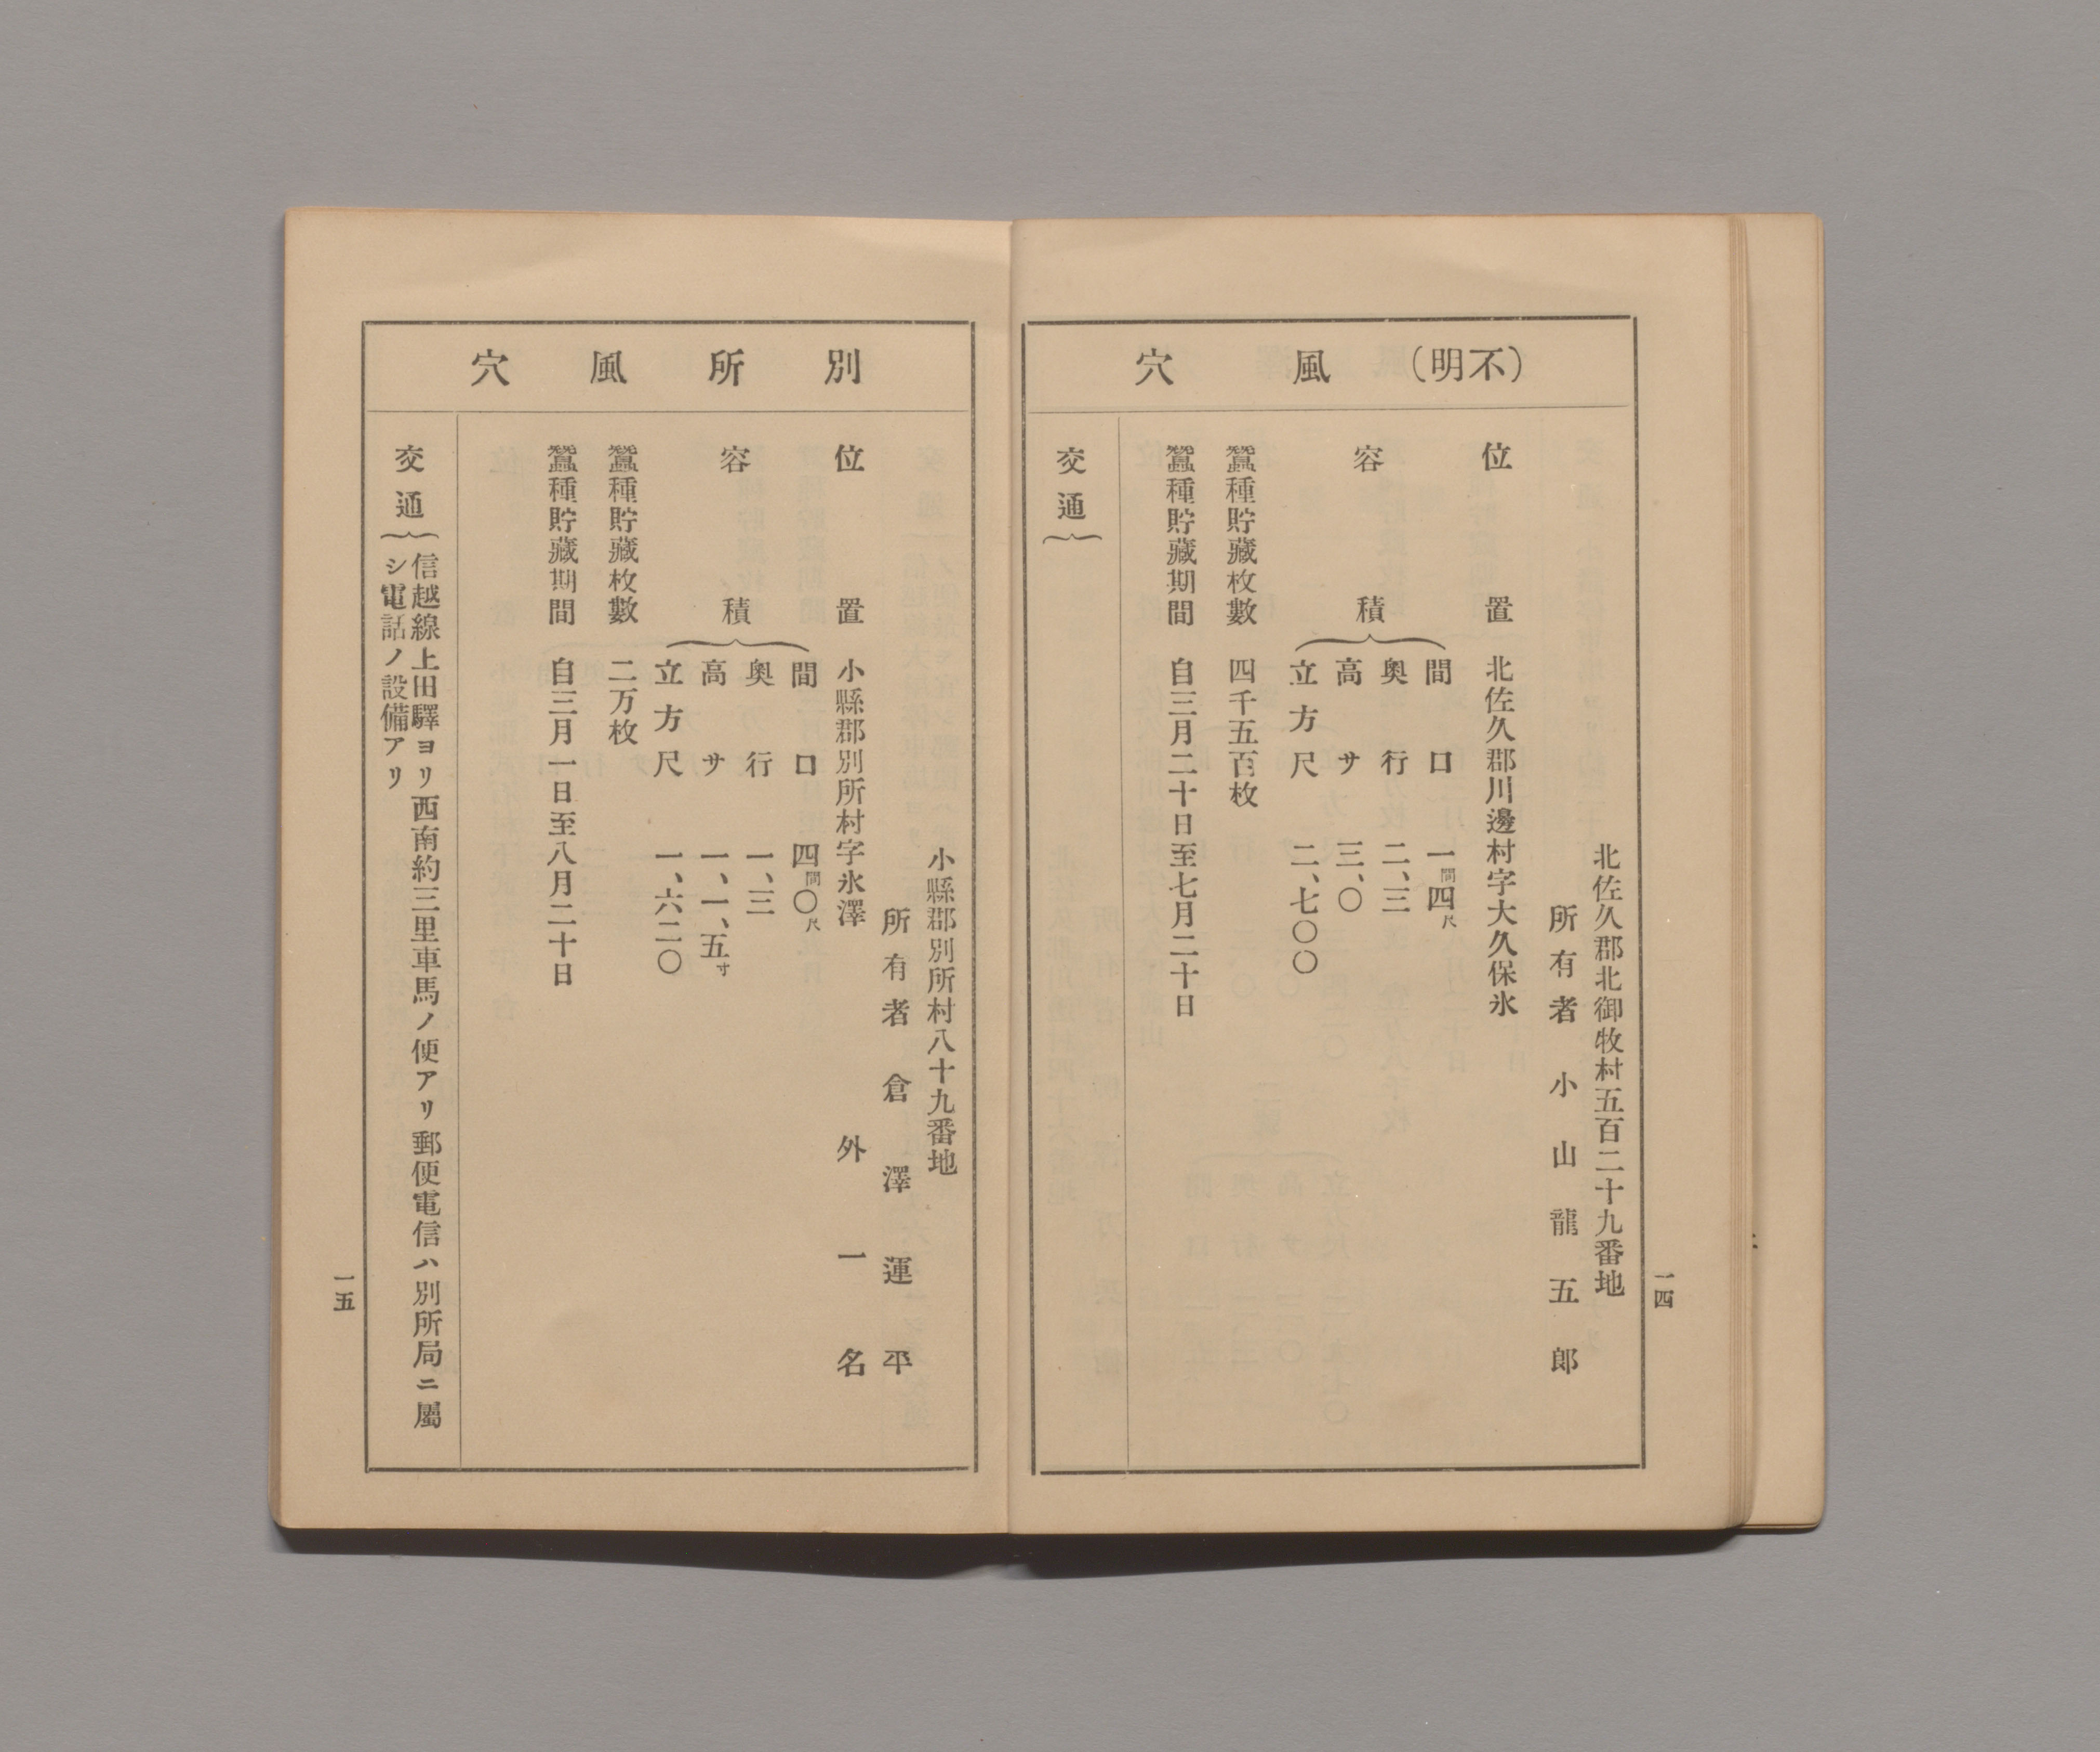 (不明)風穴
北佐久郡北御牧村五百二十九番地
所有者 小山龍五郎
位置 北佐久郡川邊村字大久保氷
容積
間口 一間四尺
奥行 二、三
高サ 三、〇
立方尺 二、七〇〇
蠶種貯藏枚數 四千五百枚
蠶種貯藏期間 自三月二十日至七月二十日
交通
一四
別所風穴
小縣郡別所村八十九番地
所有者 倉澤運平
外一名
位置 小縣郡別所村字氷澤
容積
間口 四間〇尺
奥行 一、三
高サ 一、一、五寸
立方尺 一、六二〇
蠶種貯藏枚數 二万枚
蠶種貯藏期間 自三月一日至八月二十日
交通
信越線上田驛ヨリ西南約三里車馬ノ便アリ郵便電信ハ別所局ニ屬
シ電話ノ設備アリ
一五